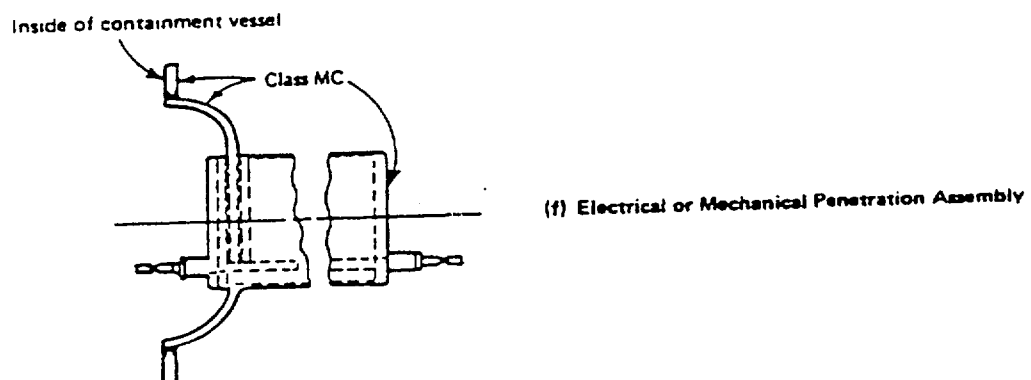 Inside of containment vessel
Class MC
(f) Electrical or Mechanical Penetration Assembly